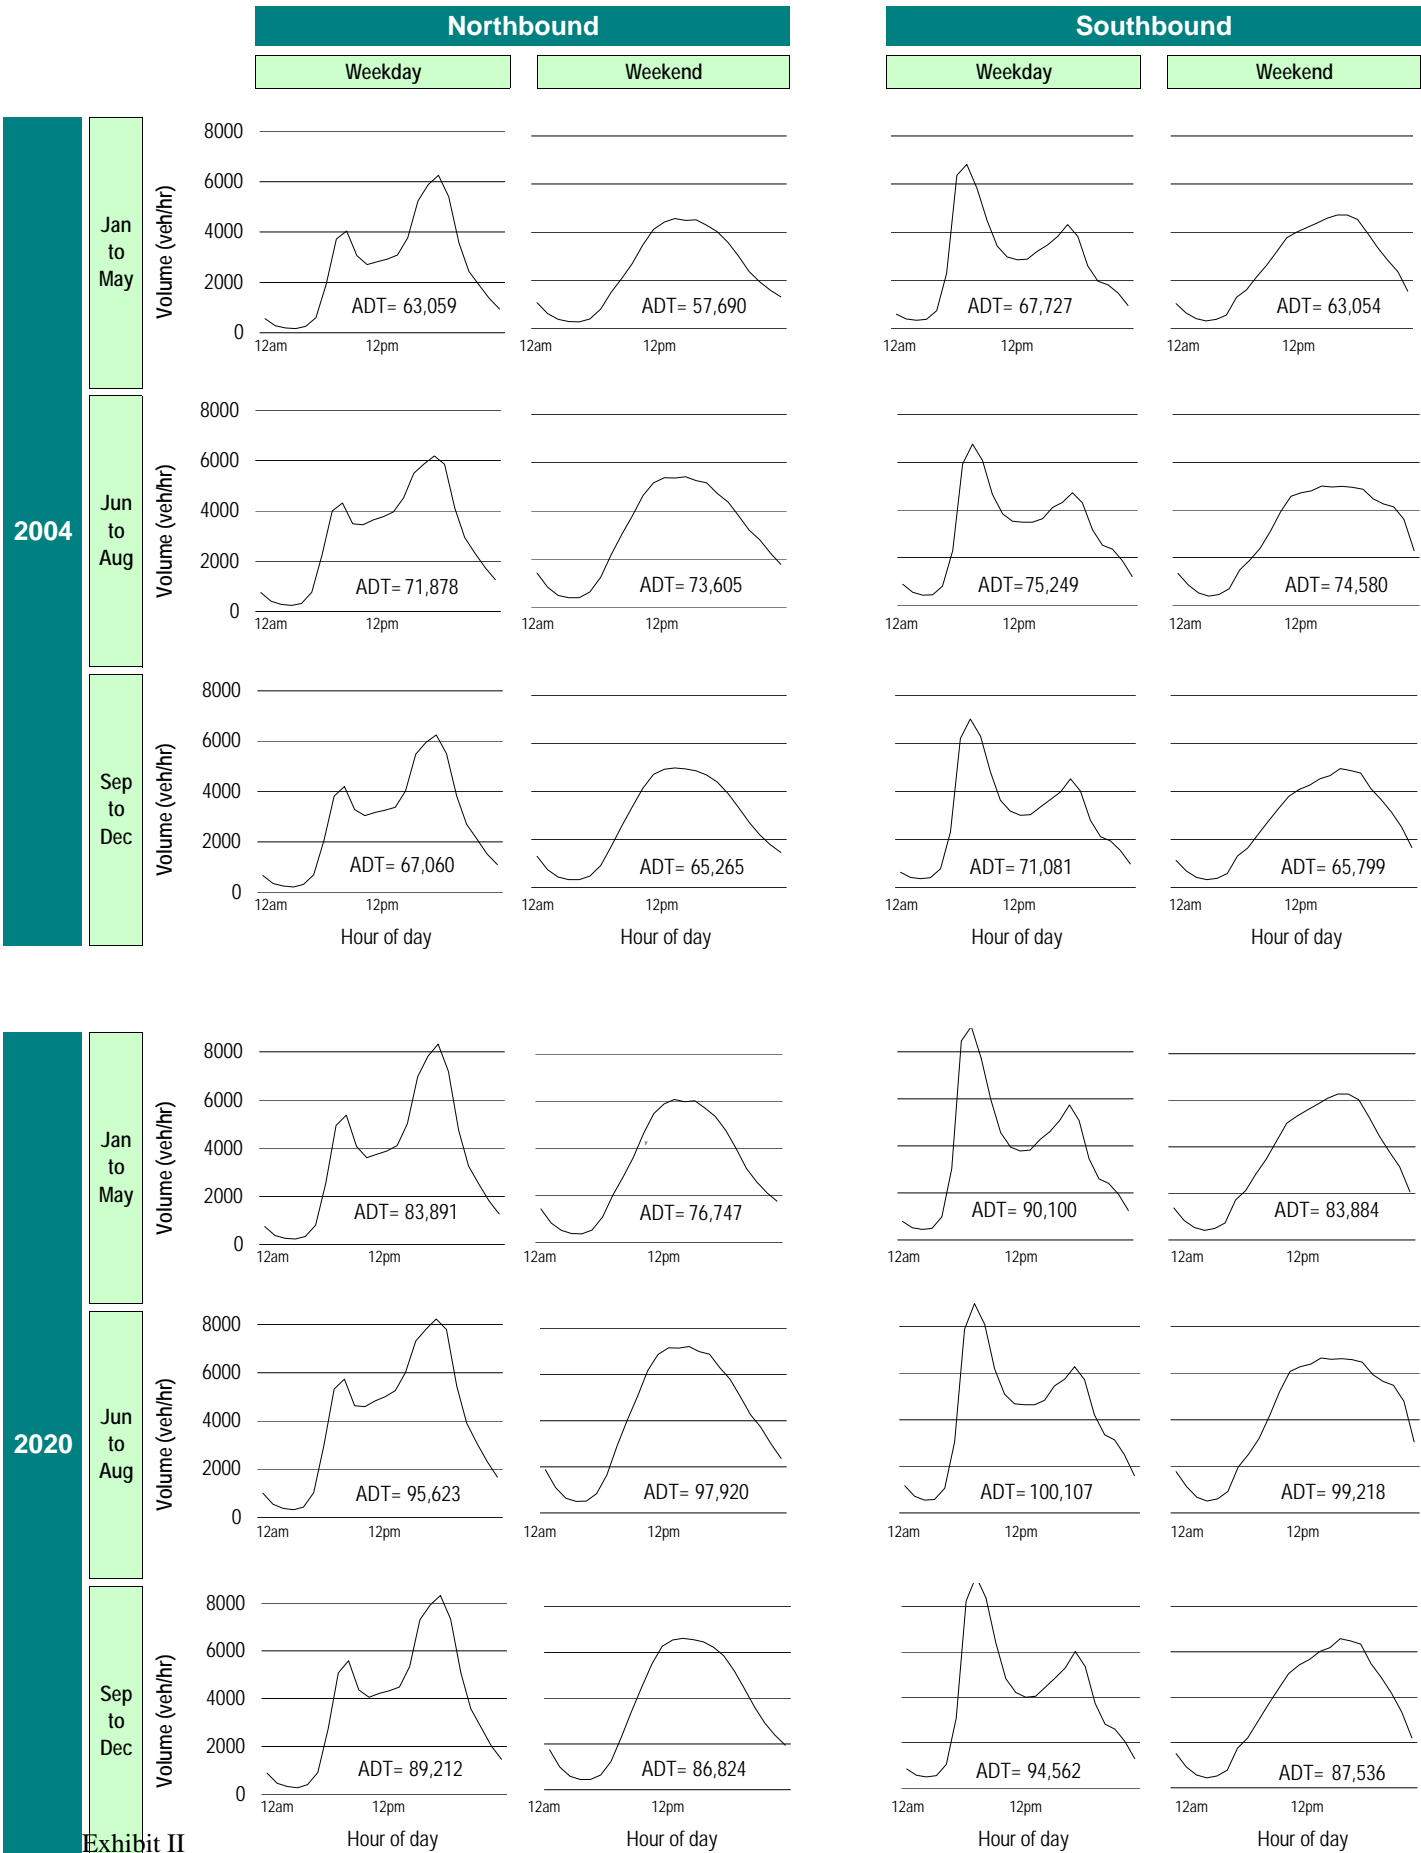 Northbound
Southbound
Weekday
Weekend
Weekday
Weekend
2004
Jan
to
May
Volume (veh/hr)
8000
6000
4000
2000
0
ADT= 63,059
ADT= 57,690
ADT= 67,727
ADT= 63,054
12am
12pm
12am
12pm
12am
12pm
12am
12pm
Jun
to
Aug
Volume (veh/hr)
8000
6000
4000
2000
0
ADT= 71,878
ADT= 73,605
ADT=75,249
ADT= 74,580
12am
12pm
12am
12pm
12am
12pm
12am
12pm
Sep
to
Dec
Volume (veh/hr)
8000
6000
4000
2000
0
ADT= 67,060
ADT= 65,265
ADT= 71,081
ADT= 65,799
12am
12pm
12am
12pm
12am
12pm
12am
12pm
Hour of day
Hour of day
Hour of day
Hour of day
2020
Jan
to
May
Volume (veh/hr)
8000
6000
4000
2000
0
ADT= 83,891
ADT= 76,747
ADT= 90,100
ADT= 83,884
12am
12pm
12am
12pm
12am
12pm
12am
12pm
Jun
to
Aug
Volume (veh/hr)
8000
6000
4000
2000
0
ADT= 95,623
ADT= 97,920
ADT= 100,107
ADT= 99,218
12am
12pm
12am
12pm
12am
12pm
12am
12pm
Sep
to
Dec
Volume (veh/hr)
8000
6000
4000
2000
0
ADT= 89,212
ADT= 86,824
ADT= 94,562
ADT= 87,536
12am
12pm
12am
12pm
12am
12pm
12am
12pm
Hour of day
Hour of day
Hour of day
Hour of day
Exhibit II